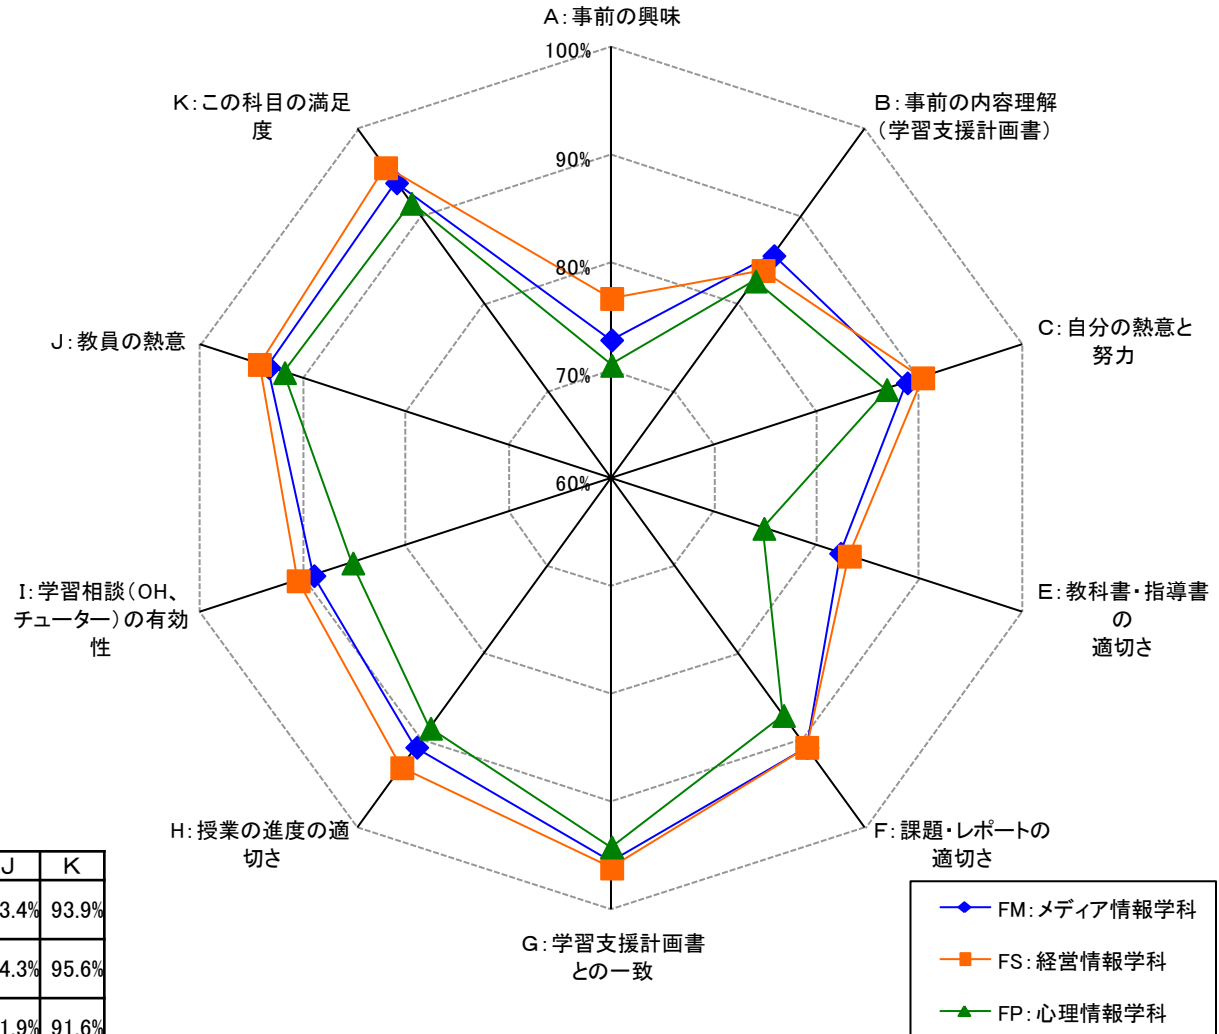 A：事前の興味
100%
K：この科目の満足
度
B：事前の内容理解
（学習支援計画書）
90%
80%
C：自分の熱意と
努力
J：教員の熱意
70%
60%
I：学習相談（OH、
チューター）の有効
性
E：教科書・指導書
の
適切さ
H：授業の進度の適
切さ
F：課題・レポートの
適切さ
G：学習支援計画書
との一致
J K
3.4% 93.9%
4.3% 95.6%
1.9% 91.6%
FM：メディア情報学科
FS：経営情報学科
FP：心理情報学科